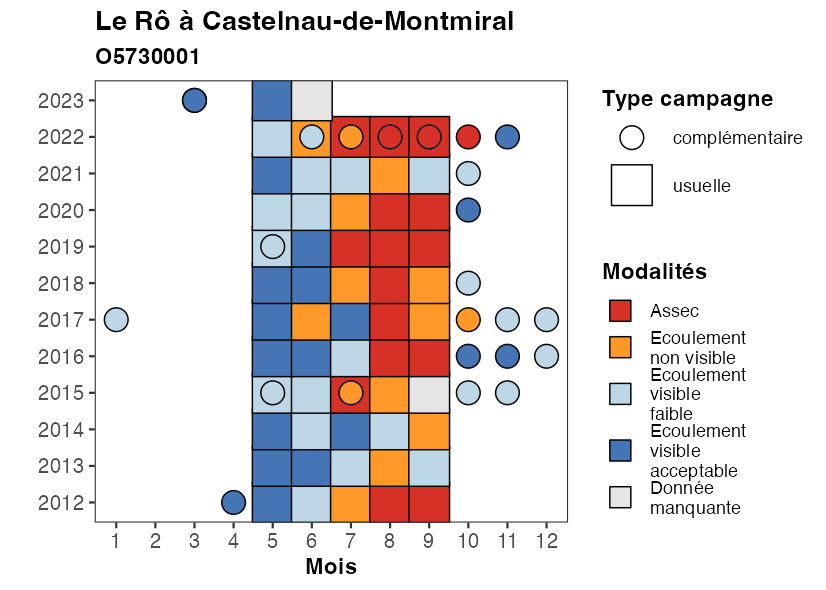 Le Rô à Castelnau-de-Montmiral
O5730001
2023
2022
2021
2020
2019
2018
2017
2016
2015
2014
2013
2012
1 2 3 4 5 6 7 8 9 10 11 12
Mois
Type campagne
complémentaire
usuelle
Modalités
Assec
Ecoulement
non visible
Ecoulement
visible
faible
Ecoulement
visible
acceptable
Donnée
manquante